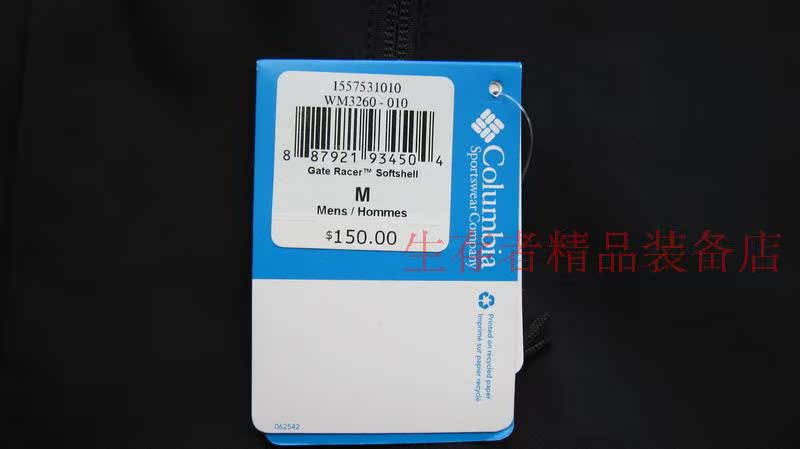 1557531010
WM3260 - 010
8 87921 93450 4
Gate Racer™ Softshell
M
Mens / Hommes
$150.00
Columbia
Sportswear Company
生存者精品装备店
Printed on recycled paper
Imprimé sur papier recyclé
062542